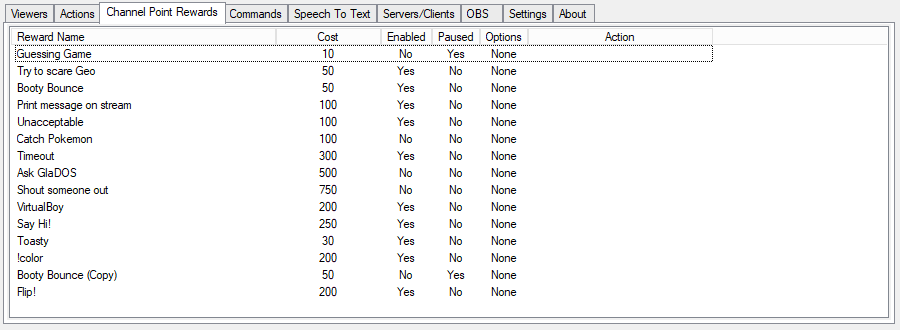 Viewers Actions Channel Point Rewards Commands Speech To Text Servers/Clients OBS Settings About
Reward Name Cost Enabled Paused Options Action
Guessing Game 10 No Yes None
Try to scare Geo 50 Yes No None
Booty Bounce 50 Yes No None
Print message on stream 100 Yes No None
Unacceptable 100 Yes No None
Catch Pokemon 100 No No None
Timeout 300 Yes No None
Ask GlaDOS 500 No No None
Shout someone out 750 No No None
VirtualBoy 200 Yes No None
Say Hi! 250 Yes No None
Toasty 30 Yes No None
!color 200 Yes No None
Booty Bounce (Copy) 50 No Yes None
Flip! 200 Yes No None